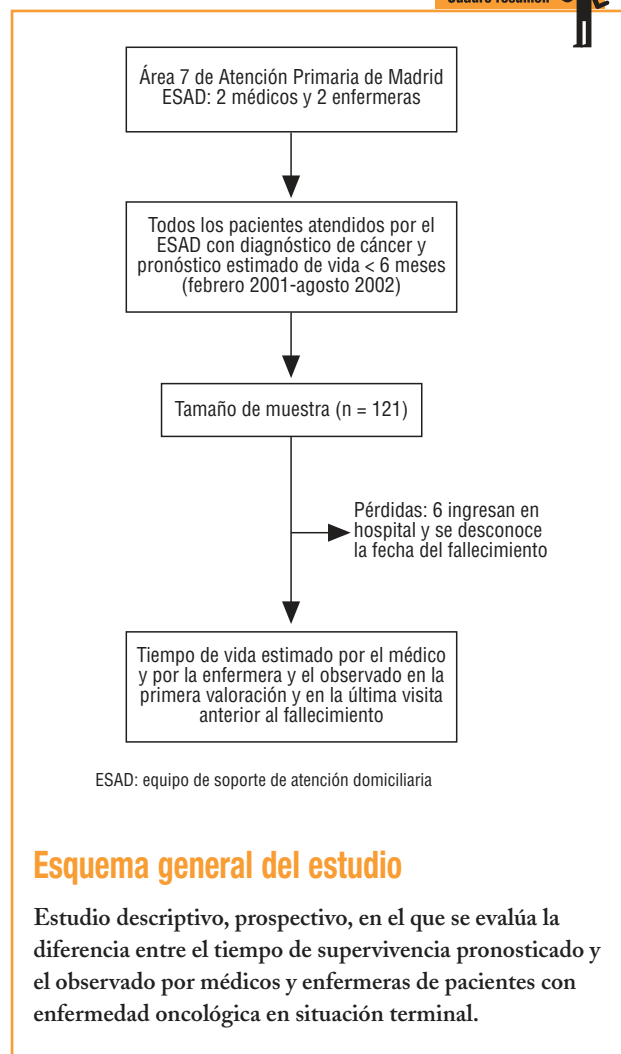 Cuadro resumen
Área 7 de Atención Primaria de Madrid
ESAD: 2 médicos y 2 enfermeras
Todos los pacientes atendidos por el
ESAD con diagnóstico de cáncer y
pronóstico estimado de vida < 6 meses
(febrero 2001-agosto 2002)
Tamaño de muestra (n = 121)
Pérdidas: 6 ingresan en
hospital y se desconoce
la fecha del fallecimiento
Tiempo de vida estimado por el médico
y por la enfermera y el observado en la
primera valoración y en la última visita
anterior al fallecimiento
ESAD: equipo de soporte de atención domiciliaria
Esquema general del estudio
Estudio descriptivo, prospectivo, en el que se evalúa la
diferencia entre el tiempo de supervivencia pronosticado y
el observado por médicos y enfermeras de pacientes con
enfermedad oncológica en situación terminal.